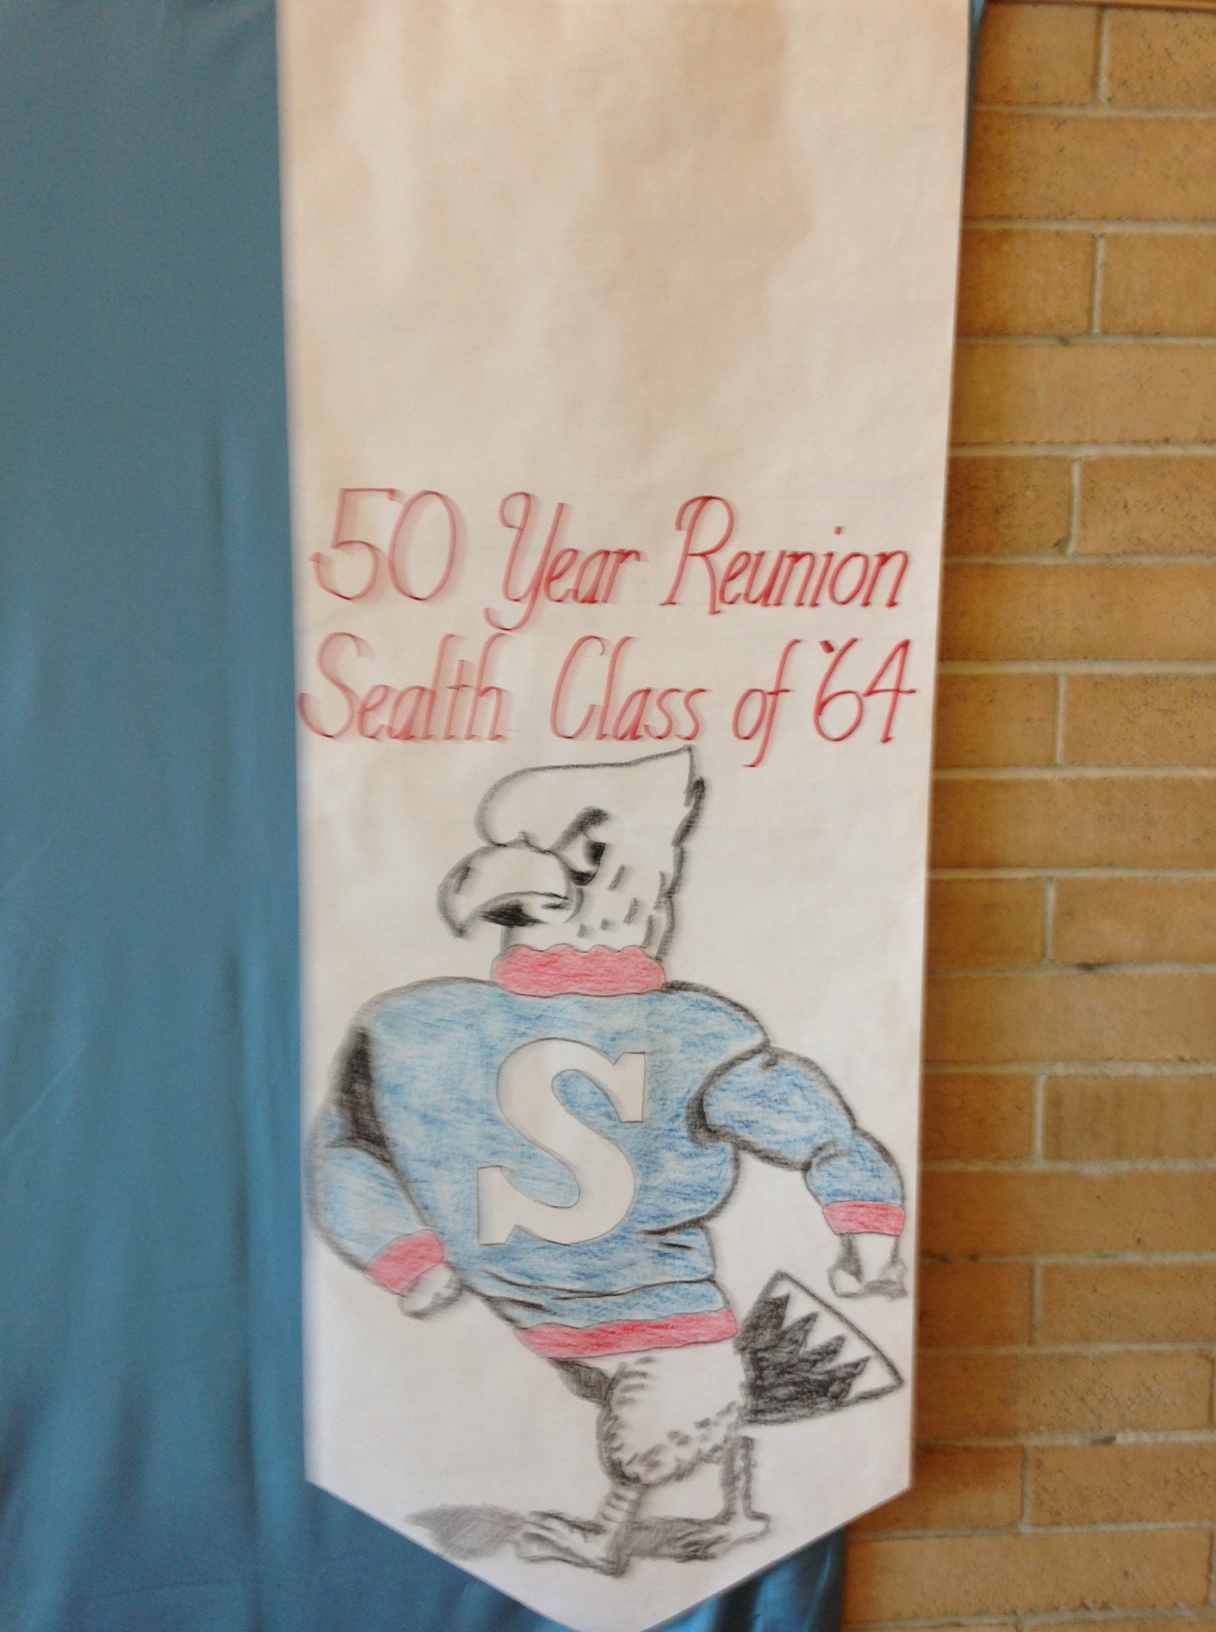 50 Year Reunion
Sealth Class of '64
S